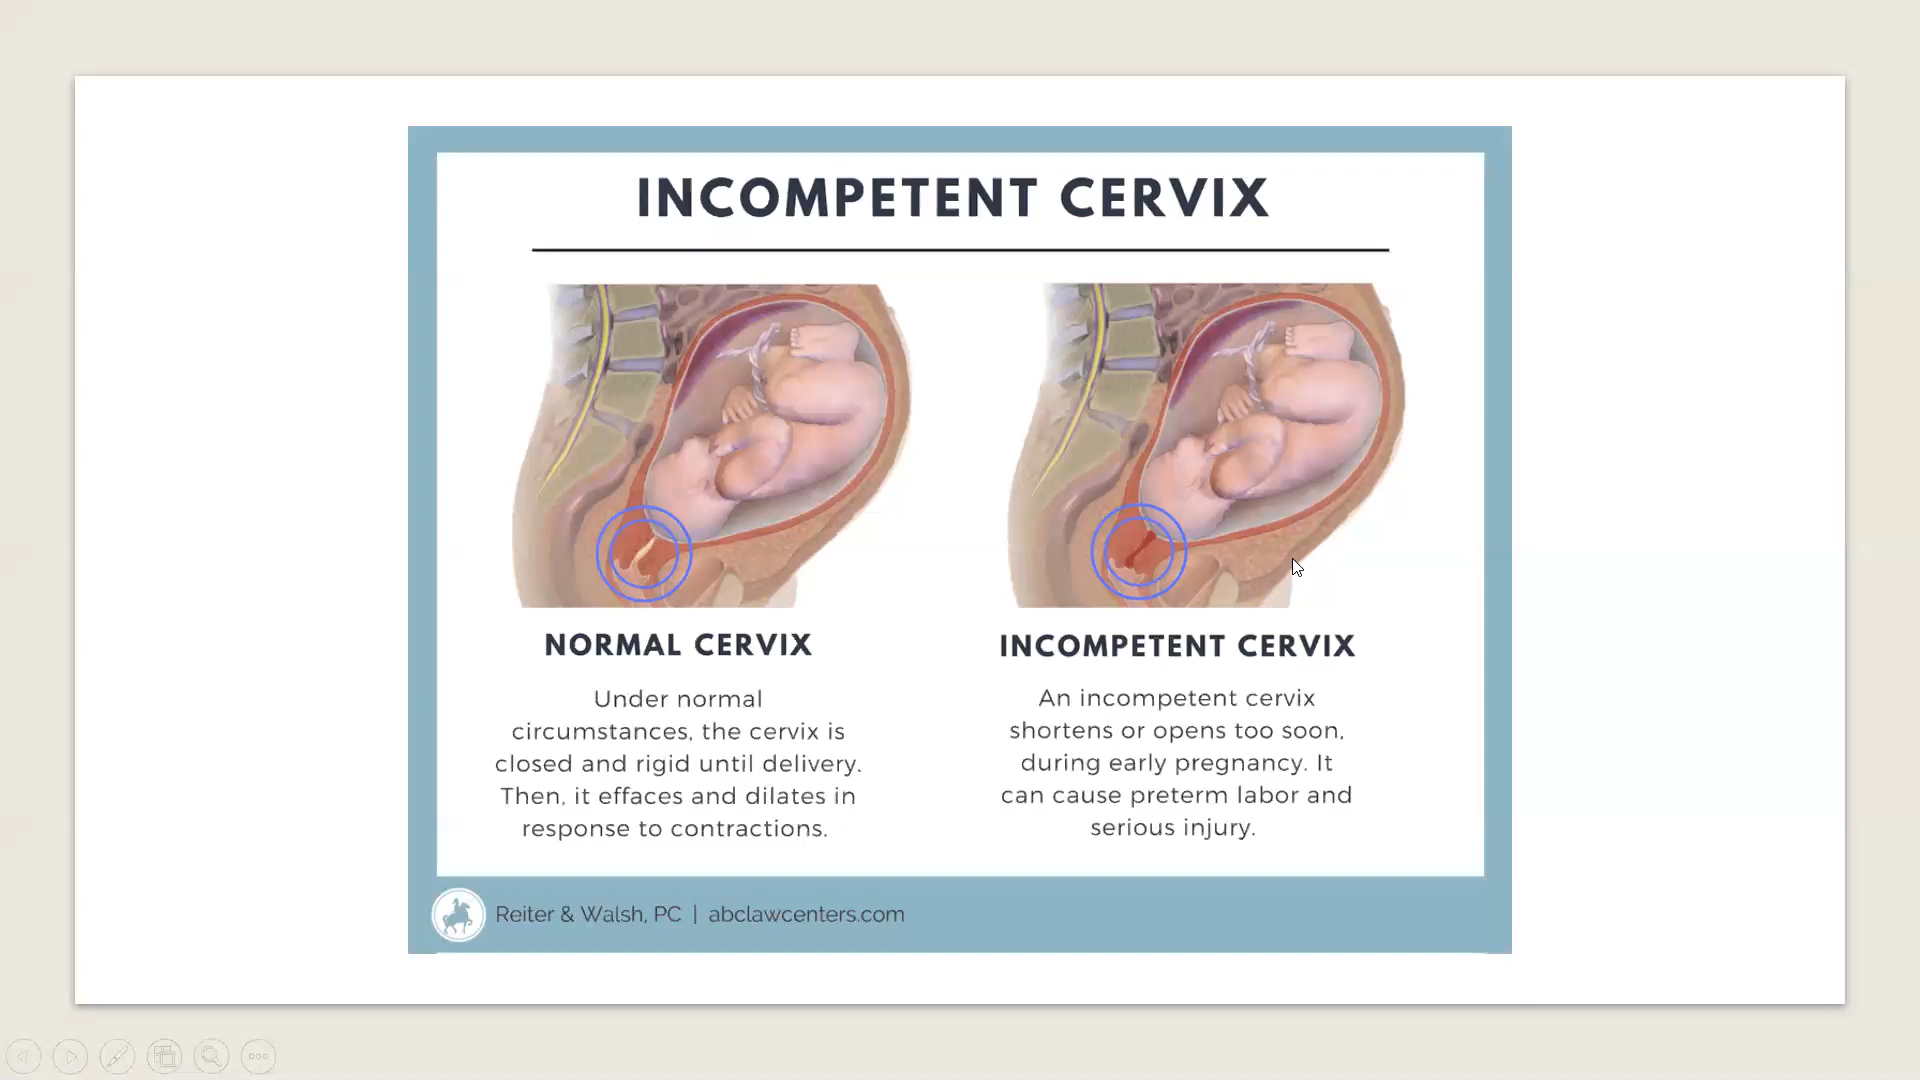 INCOMPETENT CERVIX
NORMAL CERVIX
Under normal
circumstances, the cervix is
closed and rigid until delivery.
Then, it effaces and dilates in
response to contractions.
INCOMPETENT CERVIX
An incompetent cervix
shortens or opens too soon,
during early pregnancy. It
can cause preterm labor and
serious injury.
Reiter & Walsh, PC | abclawcenters.com